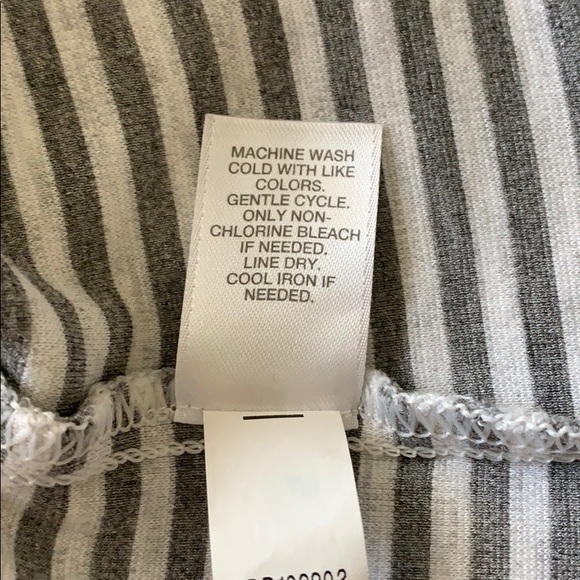 MACHINE WASH
COLD WITH LIKE
COLORS.
GENTLE CYCLE.
ONLY NON-
CHLORINE BLEACH
IF NEEDED.
LINE DRY.
COOL IRON IF
NEEDED.